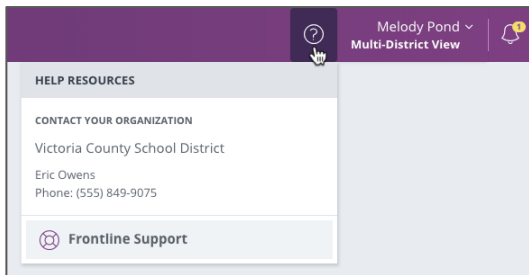 Melody Pond
Multi-District View
1
HELP RESOURCES
CONTACT YOUR ORGANIZATION
Victoria County School District
Eric Owens
Phone: (555) 849-9075
Frontline Support